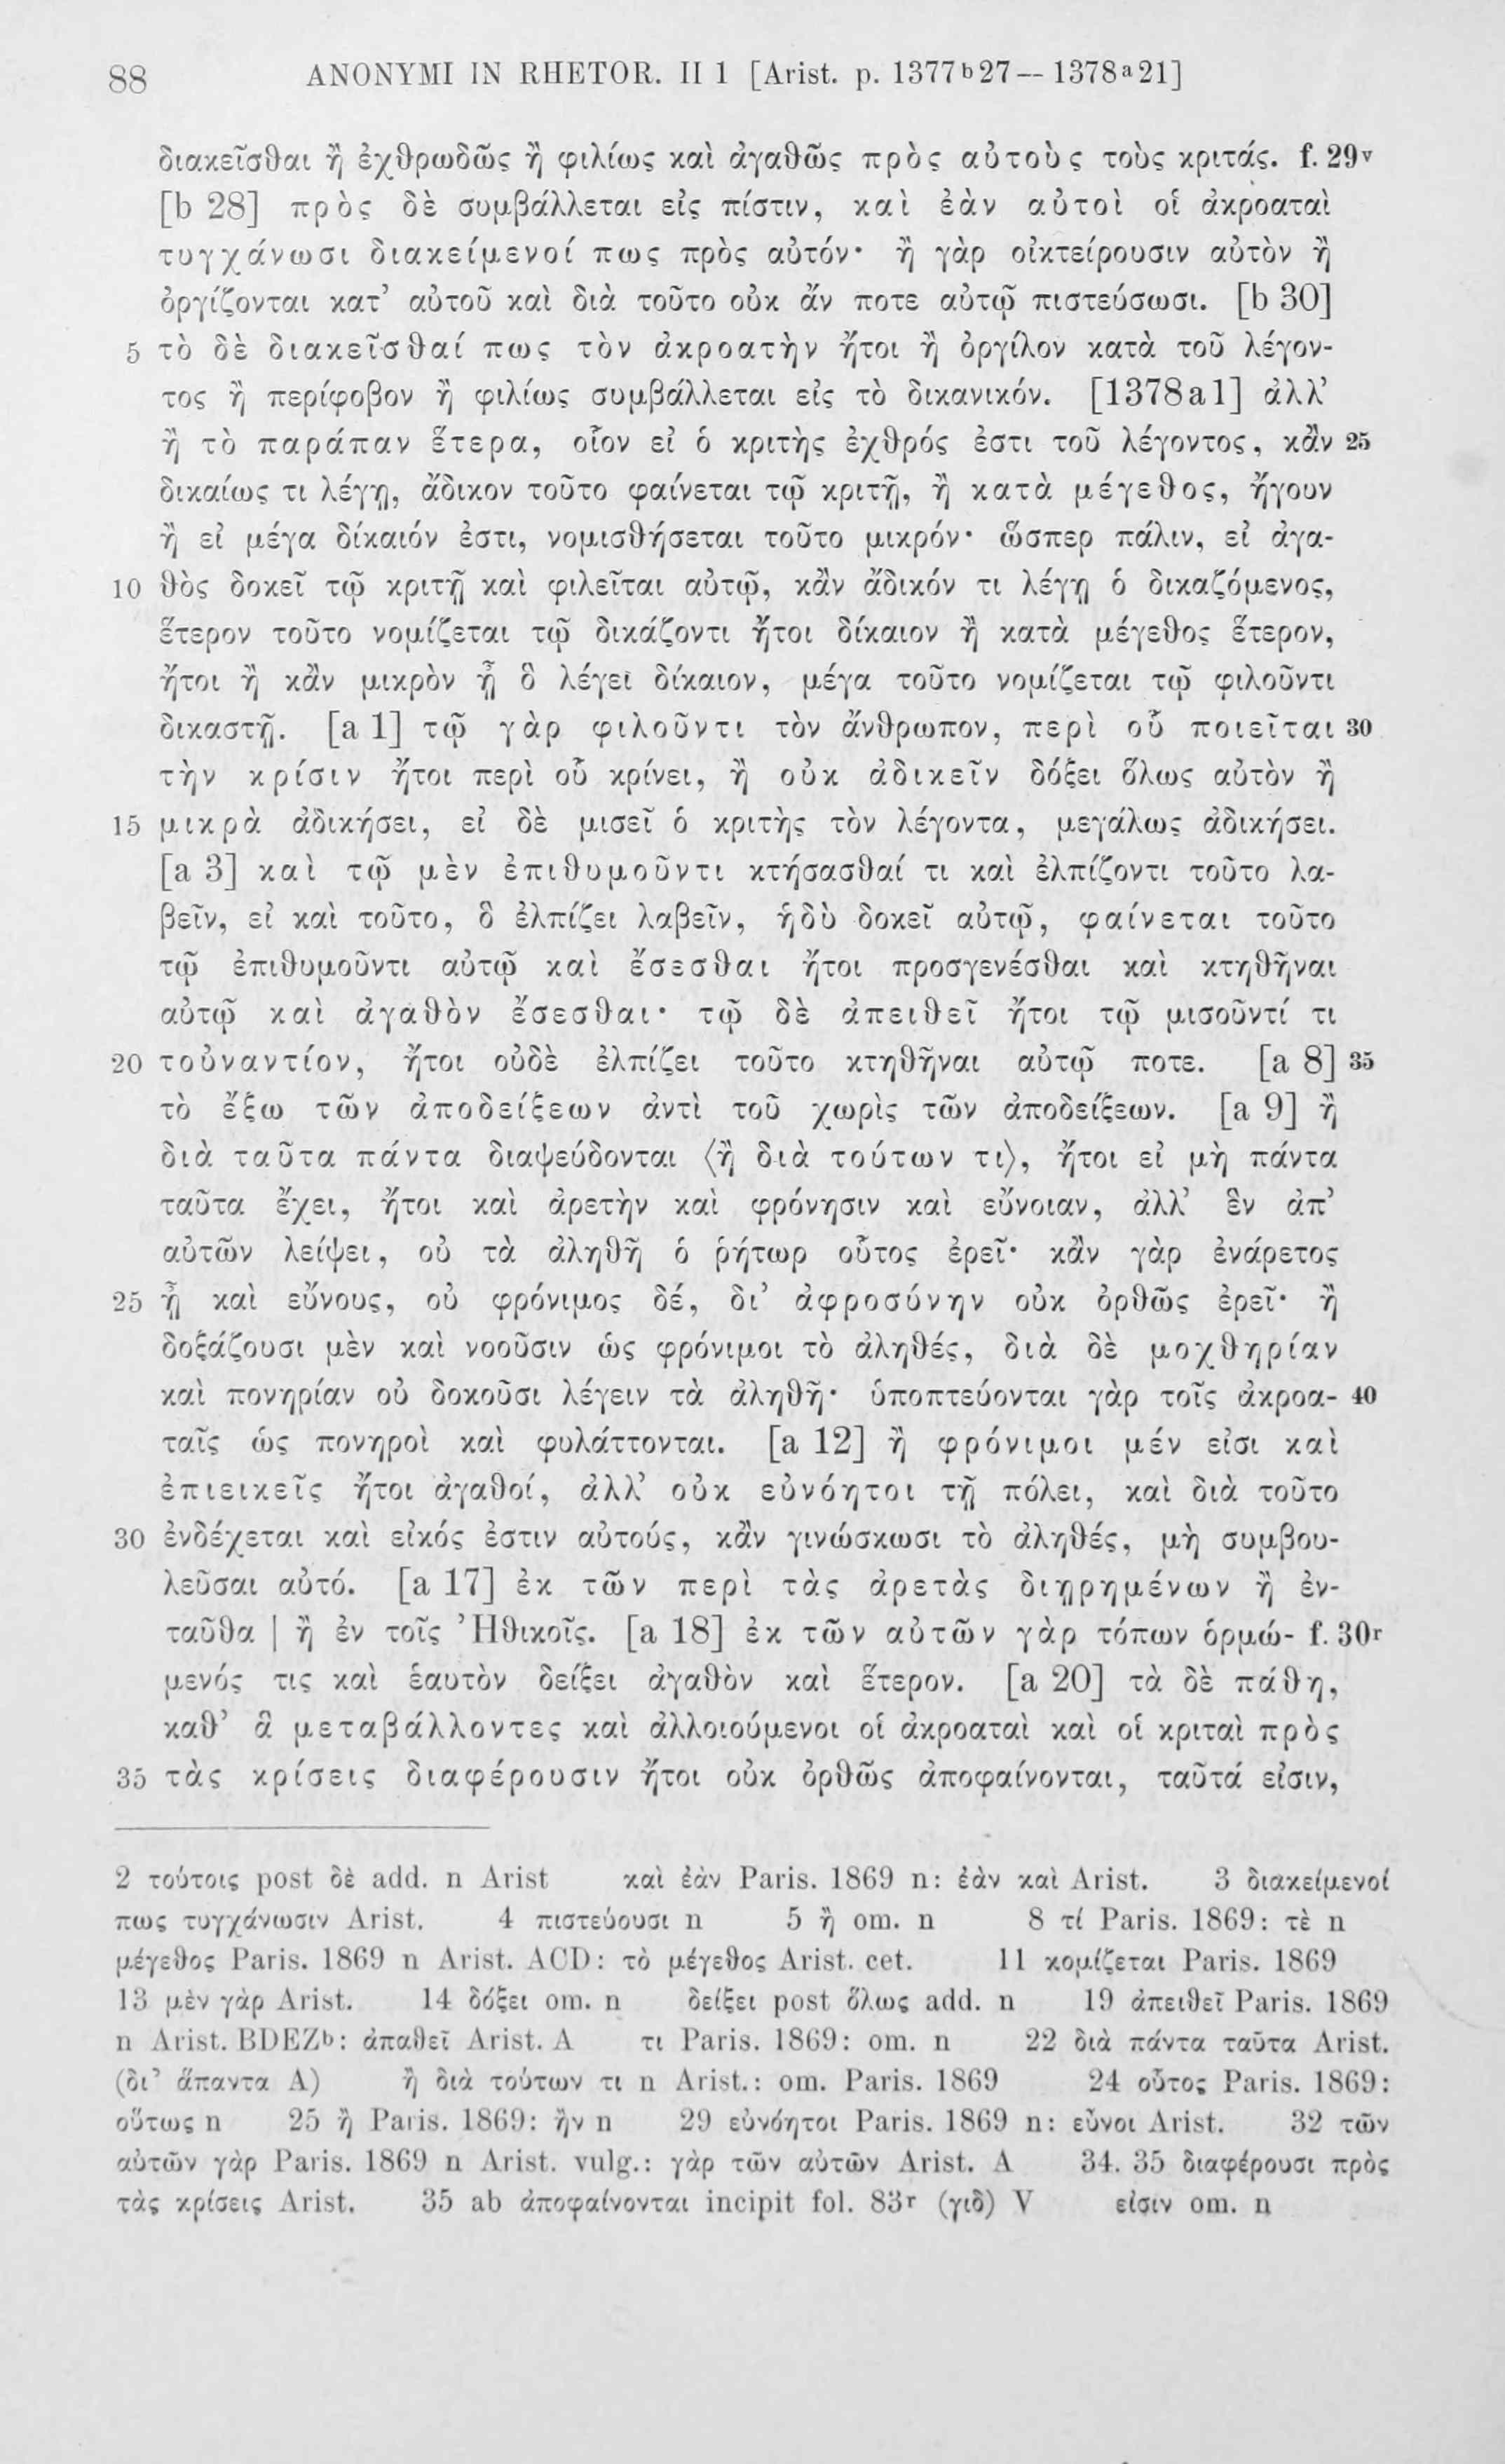 88 ANONYMI IN RHETOR. II 1 [Arist. p. 1377b27—1378a21]
διακεῖσθαι ἢ ἐχθρωδῶς ἢ φιλίως καὶ ἀγαθῶς πρὸς αὐτοὺς τοὺς κριτάς. f. 29v
[b 28] πρὸς δὲ συμβάλλεται εἰς πίστιν, καὶ ἐὰν αὐτοὶ οἱ ἀκροαταὶ
τυγχάνωσι διακείμενοί πως πρὸς αὐτόν· ἢ γὰρ οἰκτείρουσιν αὐτὸν ἢ
ὀργίζονται κατ’ αὐτοῦ καὶ διὰ τοῦτο οὐκ ἄν ποτε αὐτῷ πιστεύσωσι. [b 30]
5 τὸ δὲ διακεῖσθαί πως τὸν ἀκροατὴν ἤτοι ἢ ὀργίλον κατὰ τοῦ λέγον-
τος ἢ περίφοβον ἢ φιλίως συμβάλλεται εἰς τὸ δικανικόν. [1378a1] ἀλλ’
ἢ τὸ παράπαν ἕτερα, οἷον εἰ ὁ κριτὴς ἐχθρός ἐστι τοῦ λέγοντος, κἂν 25
δικαίως τι λέγῃ, ἄδικον τοῦτο φαίνεται τῷ κριτῇ, ἢ κατὰ μέγεθος, ἤγουν
ἢ εἰ μέγα δίκαιόν ἐστι, νομισθήσεται τοῦτο μικρόν· ὥσπερ πάλιν, εἰ ἀγα-
10 θὸς δοκεῖ τῷ κριτῇ καὶ φιλεῖται αὐτῷ, κἂν ἄδικόν τι λέγῃ ὁ δικαζόμενος,
ἕτερον τοῦτο νομίζεται τῷ δικάζοντι ἤτοι δίκαιον ἢ κατὰ μέγεθος ἕτερον,
ἤτοι ἢ κἂν μικρὸν ᾖ ὃ λέγει δίκαιον, μέγα τοῦτο νομίζεται τῷ φιλοῦντι
δικαστῇ. [a 1] τῷ γὰρ φιλοῦντι τὸν ἄνθρωπον, περὶ οὗ ποιεῖται 30
τὴν κρίσιν ἤτοι περὶ οὗ κρίνει, ἢ οὐκ ἀδικεῖν δόξει ὅλως αὐτὸν ἢ
15 μικρὰ ἀδικήσει, εἰ δὲ μισεῖ ὁ κριτὴς τὸν λέγοντα, μεγάλως ἀδικήσει.
[a 3] καὶ τῷ μὲν ἐπιθυμοῦντι κτήσασθαί τι καὶ ἐλπίζοντι τοῦτο λα-
βεῖν, εἰ καὶ τοῦτο, ὃ ἐλπίζει λαβεῖν, ἡδὺ δοκεῖ αὐτῷ, φαίνεται τοῦτο
τῷ ἐπιθυμοῦντι αὐτῷ καὶ ἔσεσθαι ἤτοι προσγενέσθαι καὶ κτηθῆναι
αὐτῷ καὶ ἀγαθὸν ἔσεσθαι· τῷ δὲ ἀπειθεῖ ἤτοι τῷ μισοῦντί τι
20 τοὐναντίον, ἤτοι οὐδὲ ἐλπίζει τοῦτο κτηθῆναι αὐτῷ ποτε. [a 8] 35
τὸ ἔξω τῶν ἀποδείξεων ἀντὶ τοῦ χωρὶς τῶν ἀποδείξεων. [a 9] ἢ
διὰ ταῦτα πάντα διαψεύδονται ⟨ἢ διὰ τούτων τι⟩, ἤτοι εἰ μὴ πάντα
ταῦτα ἔχει, ἤτοι καὶ ἀρετὴν καὶ φρόνησιν καὶ εὔνοιαν, ἀλλ’ ἓν ἀπ’
αὐτῶν λείψει, οὐ τὰ ἀληθῆ ὁ ῥήτωρ οὗτος ἐρεῖ· κἂν γὰρ ἐνάρετος
25 ᾖ καὶ εὔνους, οὐ φρόνιμος δέ, δι’ ἀφροσύνην οὐκ ὀρθῶς ἐρεῖ· ἢ
δοξάζουσι μὲν καὶ νοοῦσιν ὡς φρόνιμοι τὸ ἀληθές, διὰ δὲ μοχθηρίαν
καὶ πονηρίαν οὐ δοκοῦσι λέγειν τὰ ἀληθῆ· ὑποπτεύονται γὰρ τοῖς ἀκροα- 40
ταῖς ὡς πονηροὶ καὶ φυλάττονται. [a 12] ἢ φρόνιμοι μέν εἰσι καὶ
ἐπιεικεῖς ἤτοι ἀγαθοί, ἀλλ’ οὐκ εὐνόητοι τῇ πόλει, καὶ διὰ τοῦτο
30 ἐνδέχεται καὶ εἰκός ἐστιν αὐτούς, κἂν γινώσκωσι τὸ ἀληθές, μὴ συμβου-
λεῦσαι αὐτό. [a 17] ἐκ τῶν περὶ τὰς ἀρετὰς διῃρημένων ἢ ἐν-
ταῦθα | ἢ ἐν τοῖς Ἠθικοῖς. [a 18] ἐκ τῶν αὐτῶν γὰρ τόπων ὁρμώ- f. 30r
μενός τις καὶ ἑαυτὸν δείξει ἀγαθὸν καὶ ἕτερον. [a 20] τὰ δὲ πάθη,
καθ’ ἃ μεταβάλλοντες καὶ ἀλλοιούμενοι οἱ ἀκροαταὶ καὶ οἱ κριταὶ πρὸς
35 τὰς κρίσεις διαφέρουσιν ἤτοι οὐκ ὀρθῶς ἀποφαίνονται, ταῦτά εἰσιν,
2 τούτοις post δὲ add. n Arist καὶ ἐὰν Paris. 1869 n: ἐὰν καὶ Arist. 3 διακείμενοί
πως τυγχάνωσιν Arist. 4 πιστεύουσι n 5 ἢ om. n 8 τί Paris. 1869: τὲ n
μέγεθος Paris. 1869 n Arist. ACD: τὸ μέγεθος Arist. cet. 11 κομίζεται Paris. 1869
13 μὲν γὰρ Arist. 14 δόξει om. n δείξει post ὅλως add. n 19 ἀπειθεῖ Paris. 1869
n Arist. BDEZb: ἀπαθεῖ Arist. A τι Paris. 1869: om. n 22 διὰ πάντα ταῦτα Arist.
(δι’ ἅπαντα A) ἢ διὰ τούτων τι n Arist.: om. Paris. 1869 24 οὗτος Paris. 1869:
οὕτως n 25 ἢ Paris. 1869: ἢν n 29 εὐνόητοι Paris. 1869 n: εὖνοι Arist. 32 τῶν
αὐτῶν γὰρ Paris. 1869 n Arist. vulg.: γὰρ τῶν αὐτῶν Arist. A 34. 35 διαφέρουσι πρὸς
τὰς κρίσεις Arist. 35 ab ἀποφαίνονται incipit fol. 83r (γιδ) V εἰσιν om. n